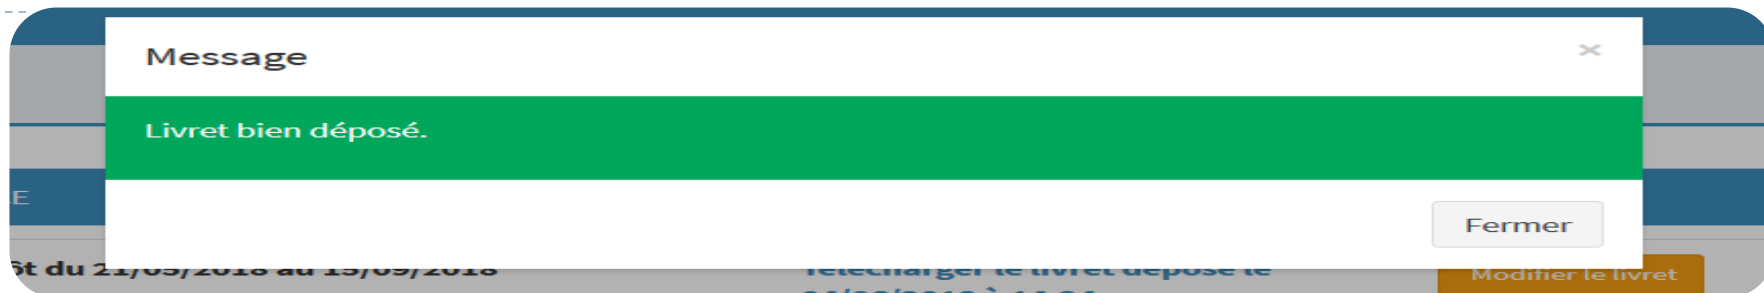 Message
×
Livret bien déposé.
Fermer
E
ôt du 21/05/2018 au 15/09/2018
Télécharger le livret déposé le
Modifier le livret